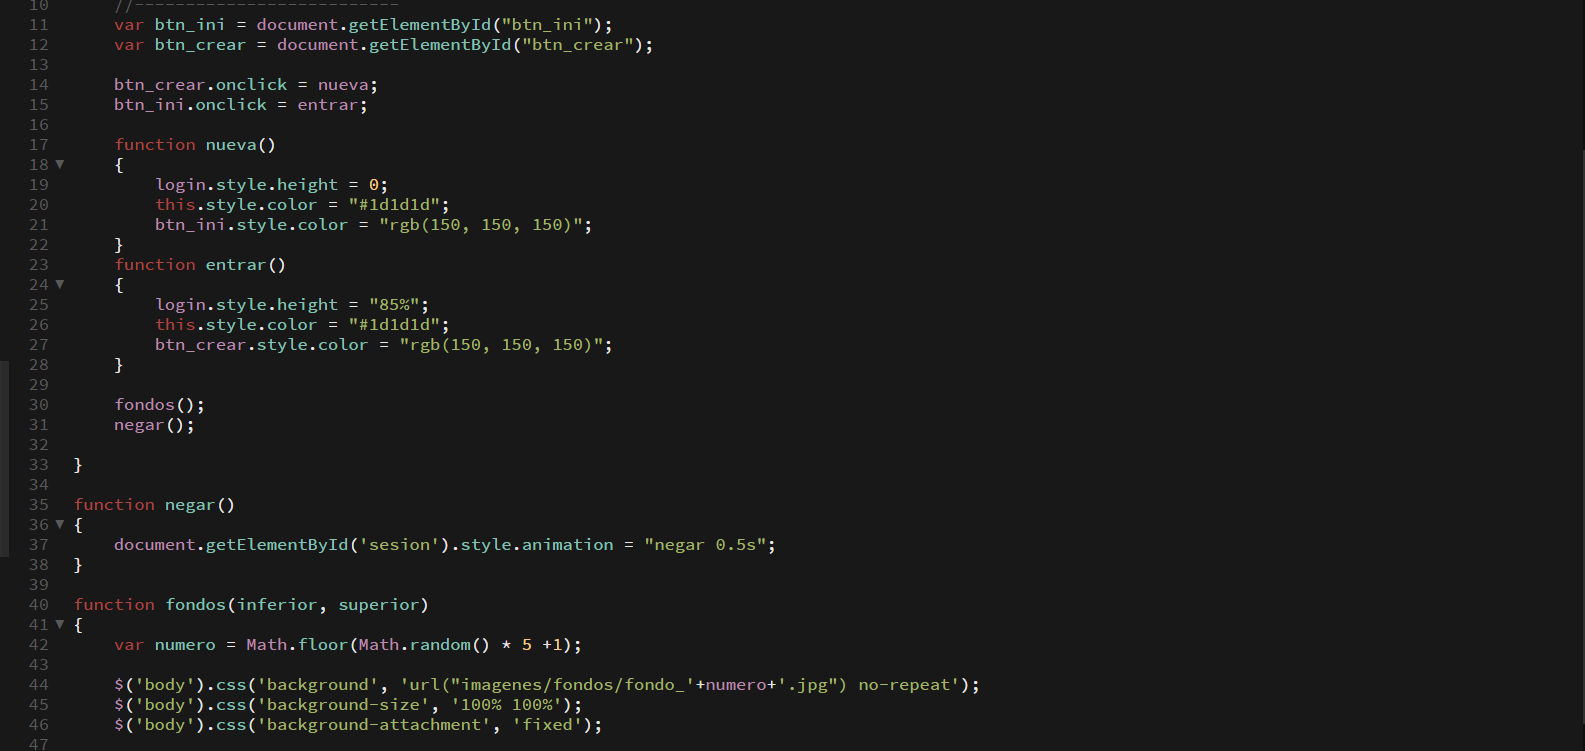 10 //--------------------------
11 var btn_ini = document.getElementById("btn_ini");
12 var btn_crear = document.getElementById("btn_crear");
13
14 btn_crear.onclick = nueva;
15 btn_ini.onclick = entrar;
16
17 function nueva()
18 {
19 login.style.height = 0;
20 this.style.color = "#1d1d1d";
21 btn_ini.style.color = "rgb(150, 150, 150)";
22 }
23 function entrar()
24 {
25 login.style.height = "85%";
26 this.style.color = "#1d1d1d";
27 btn_crear.style.color = "rgb(150, 150, 150)";
28 }
29
30 fondos();
31 negar();
32
33 }
34
35 function negar()
36 {
37 document.getElementById('sesion').style.animation = "negar 0.5s";
38 }
39
40 function fondos(inferior, superior)
41 {
42 var numero = Math.floor(Math.random() * 5 +1);
43
44 $('body').css('background', 'url("imagenes/fondos/fondo_'+numero+'.jpg") no-repeat');
45 $('body').css('background-size', '100% 100%');
46 $('body').css('background-attachment', 'fixed');
47